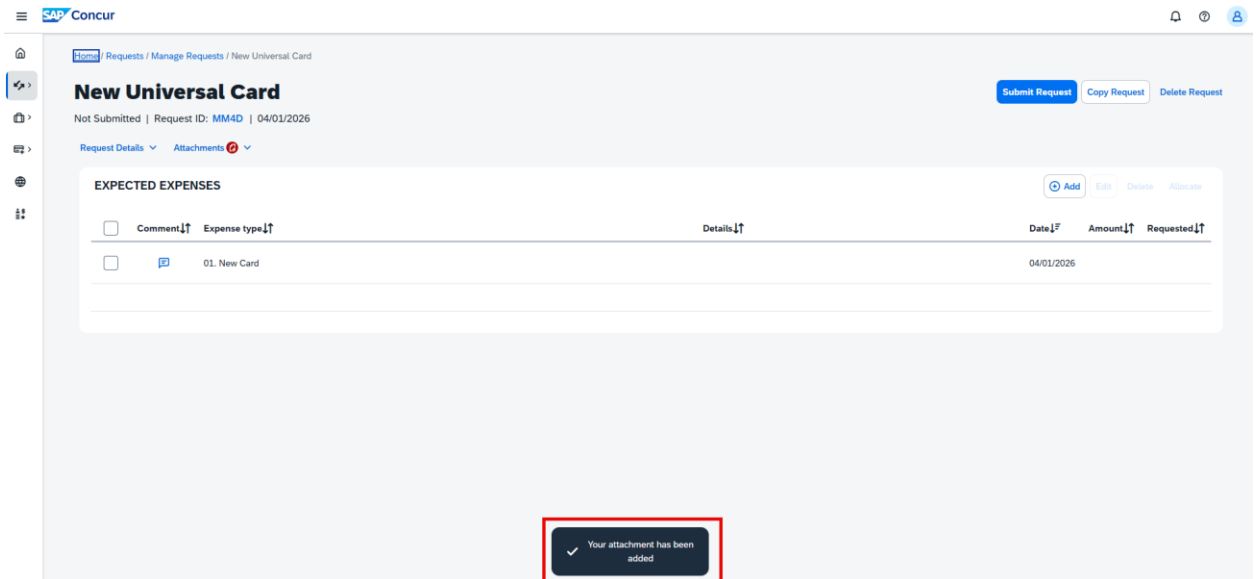 SAP Concur
Home / Requests / Manage Requests / New Universal Card
New Universal Card
Submit Request Copy Request Delete Request
Not Submitted | Request ID: MM4D | 04/01/2026
Request Details Attachments
EXPECTED EXPENSES
Add Edit Delete Allocate
Comment Expense type Details Date Amount Requested
01. New Card 04/01/2026
Your attachment has been
added